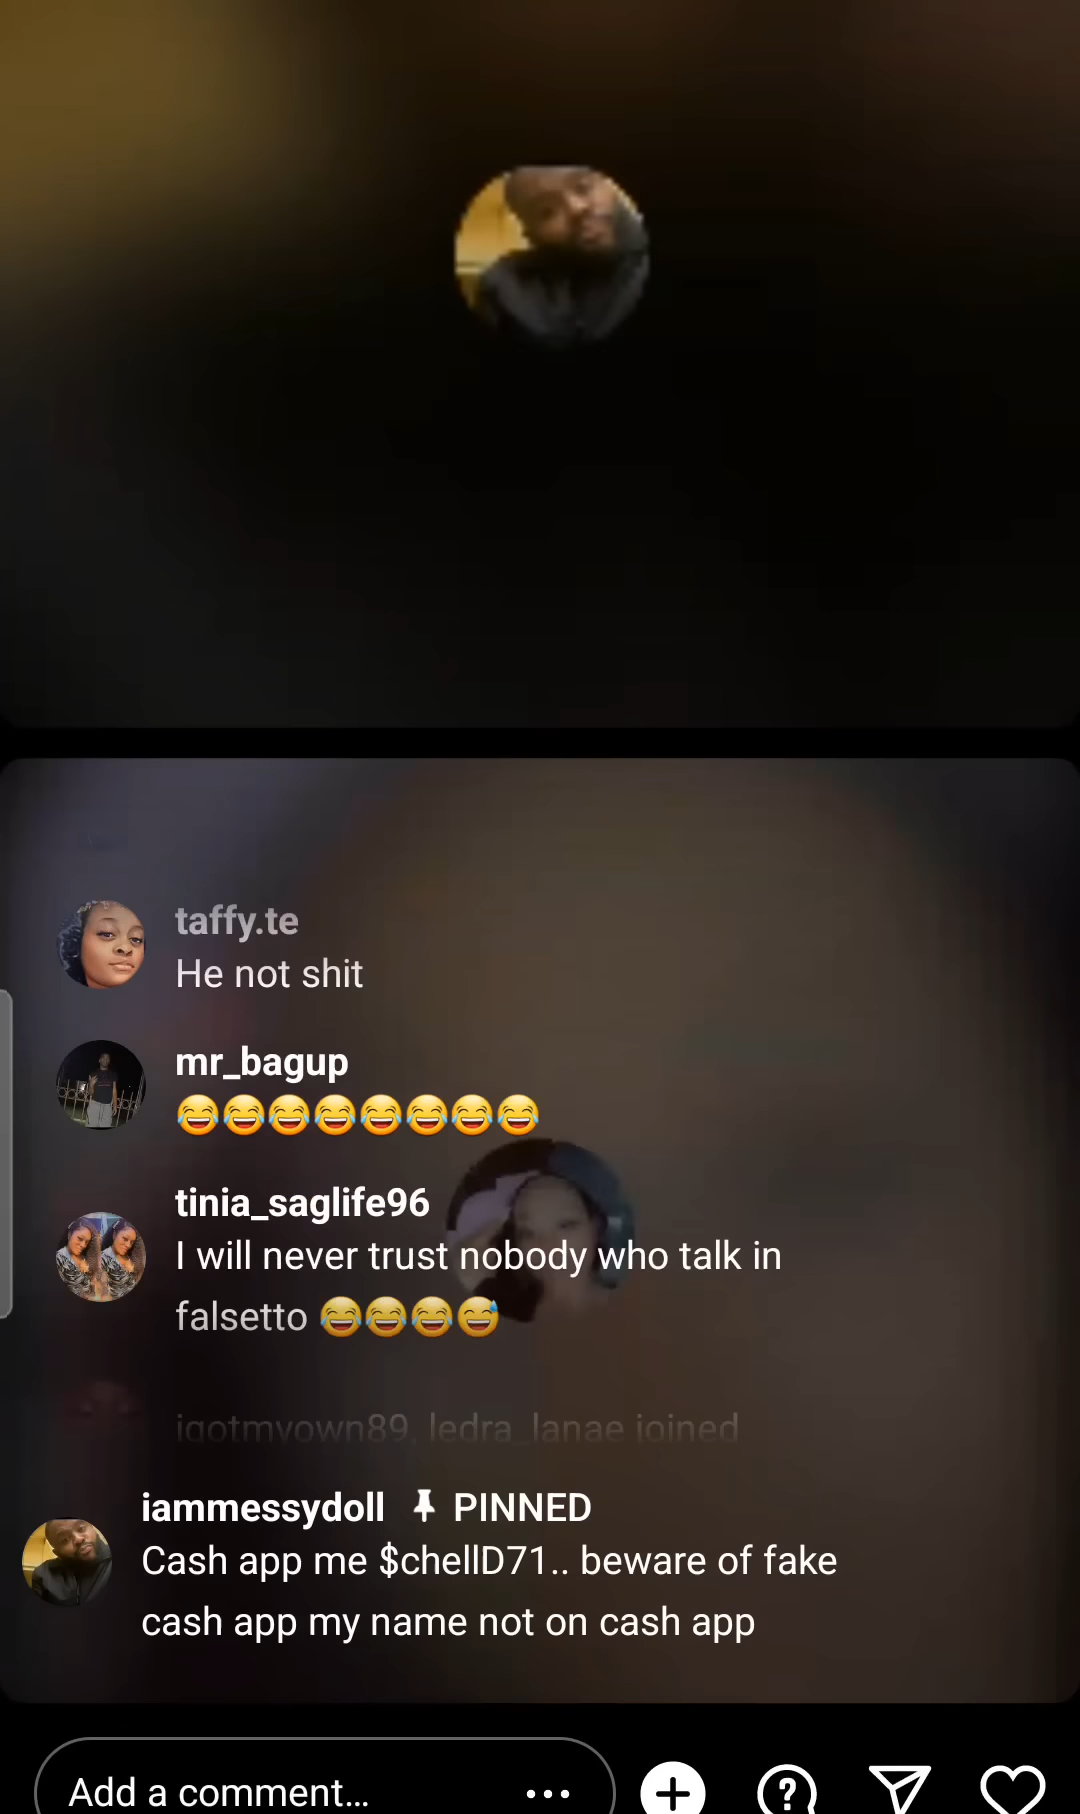 taffy.te
He not shit
mr_bagup
😂😂😂😂😂😂😂😂
tinia_saglife96
I will never trust nobody who talk in
falsetto 😂😂😂😅
igotmyown89, ledra_lanae joined
iammessydoll 📌 PINNED
Cash app me $chellD71.. beware of fake
cash app my name not on cash app
Add a comment...